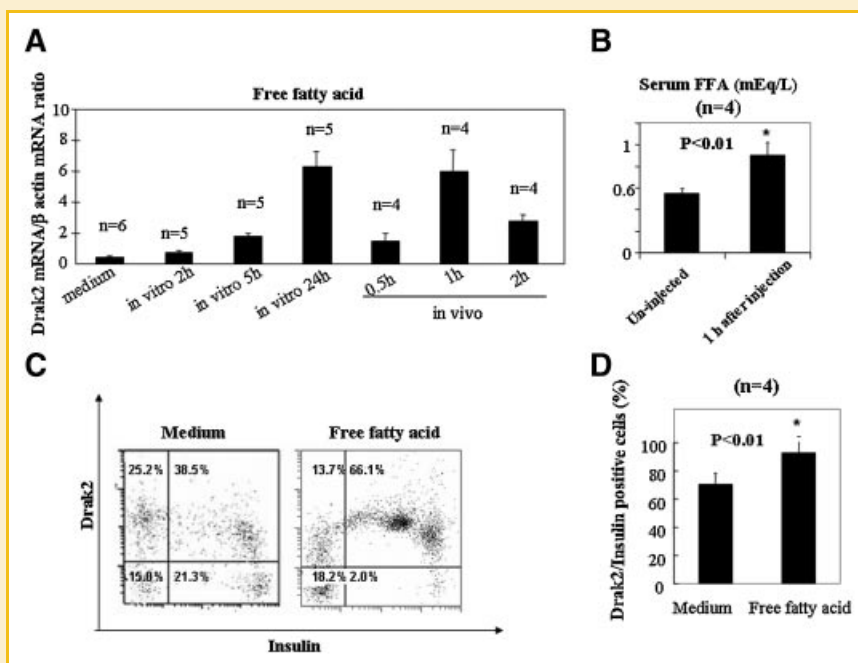 A
Free fatty acid
Drak2 mRNA/β actin mRNA ratio
10
8
6
4
2
0
n=6
n=5
n=5
n=5
n=4
n=4
n=4
medium
in vitro 2h
in vitro 5h
in vitro 24h
0.5h
1h
2h
in vivo
B
Serum FFA (mEq/L)
(n=4)
P<0.01
*
1
0.6
0
Un-injected
1 h after injection
C
Medium
Free fatty acid
25.2% 38.5%
15.0% 21.3%
13.7% 66.1%
18.2% 2.0%
Drak2
Insulin
D
(n=4)
Drak2/Insulin positive cells (%)
P<0.01
*
100
80
60
40
20
0
Medium Free fatty acid